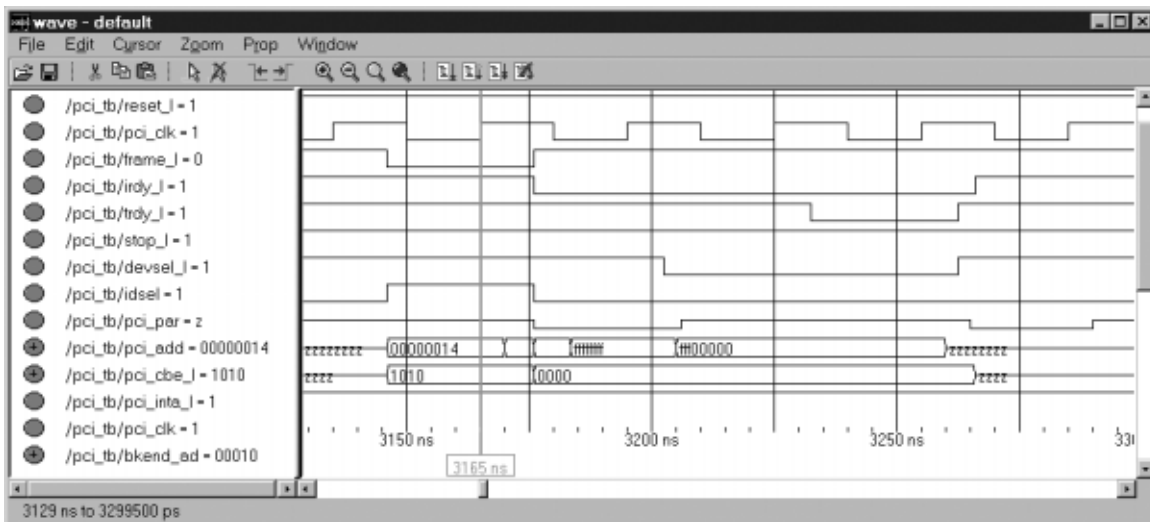 wave - default
File Edit Cursor Zoom Prop Window
/pci_tb/reset_l = 1
/pci_tb/pci_clk = 1
/pci_tb/frame_l = 0
/pci_tb/irdy_l = 1
/pci_tb/trdy_l = 1
/pci_tb/stop_l = 1
/pci_tb/devsel_l = 1
/pci_tb/idsel = 1
/pci_tb/pci_par = z
/pci_tb/pci_add = 00000014 zzzzzzzz 00000014 ffffffff fff00000 zzzzzzzz
/pci_tb/pci_cbe_l = 1010 zzzz 1010 0000 zzzz
/pci_tb/pci_inta_l = 1
/pci_tb/pci_clk = 1
/pci_tb/bkend_ad = 00010
3150 ns 3200 ns 3250 ns
3165 ns
3129 ns to 3299500 ps